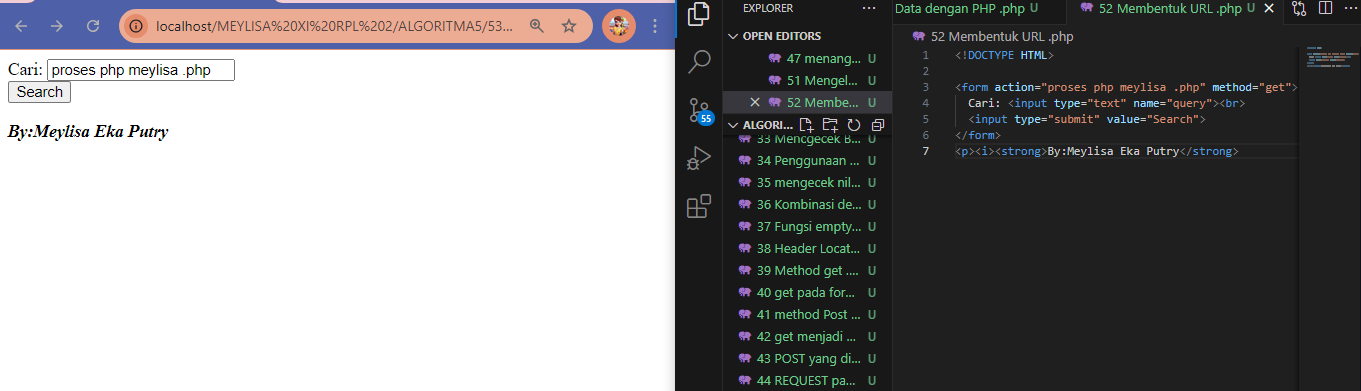 localhost/MEYLISA%20XI%20RPL%202/ALGORITMA5/53...
Cari: proses php meylisa .php
Search
By:Meylisa Eka Putry
EXPLORER
OPEN EDITORS
47 menang... U
51 Mengel... U
52 Membe... U
ALGORI...
33 Mencgecek B... U
34 Penggunaan ... U
35 mengecek nil... U
36 Kombinasi de... U
37 Fungsi empty... U
38 Header Locat... U
39 Method get .... U
40 get pada for... U
41 method Post ... U
42 get menjadi ... U
43 POST yang di... U
44 REQUEST pa... U
55
Data dengan PHP .php U
52 Membentuk URL .php U
52 Membentuk URL .php
1 <!DOCTYPE HTML>
2
3 <form action="proses php meylisa .php" method="get">
4 Cari: <input type="text" name="query"><br>
5 <input type="submit" value="Search">
6 </form>
7 <p><i><strong>By:Meylisa Eka Putry</strong>